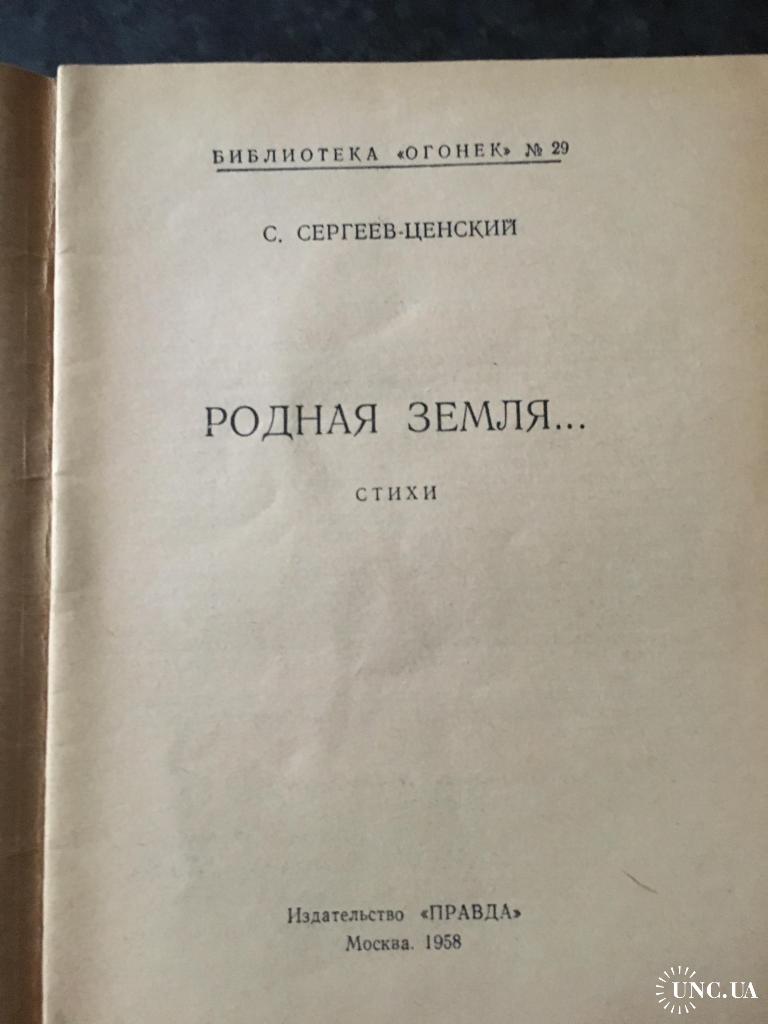 БИБЛИОТЕКА «ОГОНЕК» № 29
С. СЕРГЕЕВ-ЦЕНСКИЙ
РОДНАЯ ЗЕМЛЯ...
СТИХИ
Издательство «ПРАВДА»
Москва. 1958
UNC.UA